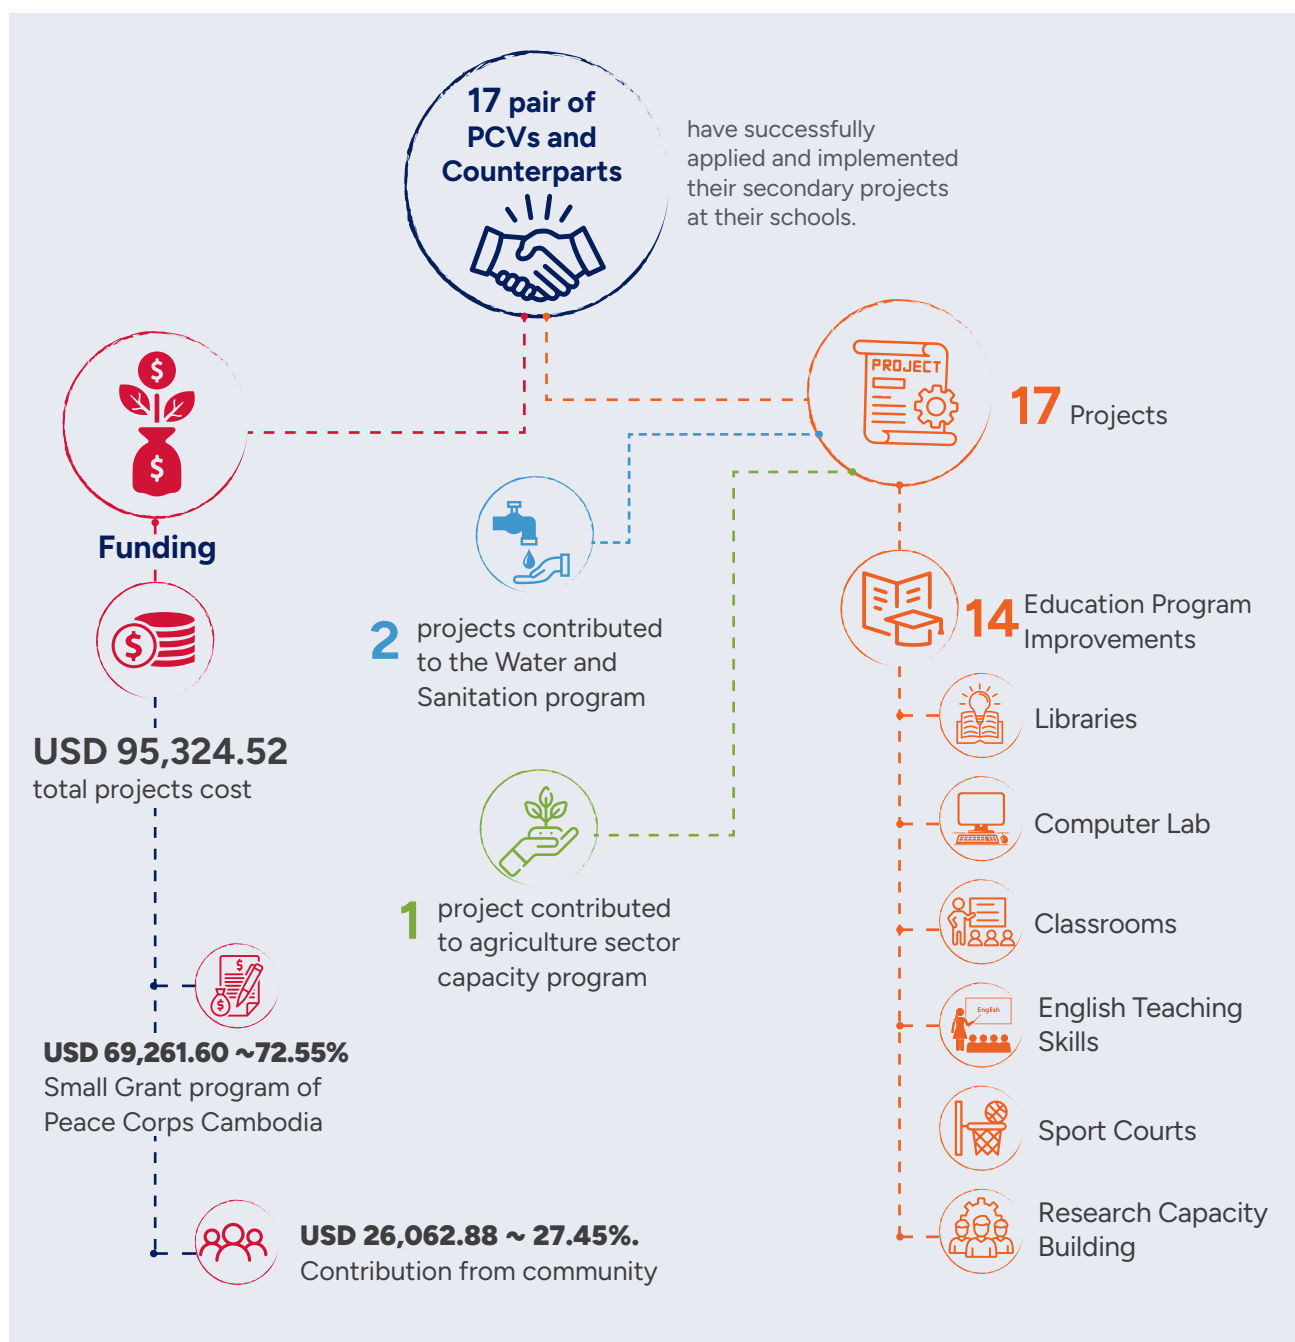 17 pair of
PCVs and
Counterparts
have successfully
applied and implemented
their secondary projects
at their schools.
PROJECT
17 Projects
$
$
Funding
$
USD 95,324.52
total projects cost
2 projects contributed
to the Water and
Sanitation program
1 project contributed
to agriculture sector
capacity program
$
$
USD 69,261.60 ~72.55%
Small Grant program of
Peace Corps Cambodia
USD 26,062.88 ~ 27.45%.
Contribution from community
14 Education Program
Improvements
Libraries
Computer Lab
Classrooms
English
English Teaching
Skills
Sport Courts
Research Capacity
Building